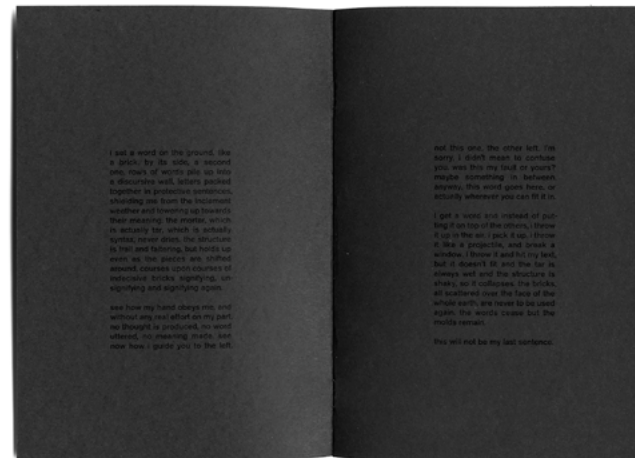 i set a word on the ground, like
a brick. by its side, a second
one. rows of words pile up into
a discursive wall, letters packed
together in protective sentences,
shielding me from the inclement
weather and towering up towards
their meaning. the mortar, which
is actually tar, which is actually
syntax, never dries. the structure
is frail and faltering, but holds up
even as the pieces are shifted
around. courses upon courses of
indecisive bricks signifying, un-
signifying and signifying again.
see how my hand obeys me, and
without any real effort on my part.
no thought is produced, no word
uttered, no meaning made. see
now how i guide you to the left.
not this one. the other left. i'm
sorry, i didn't mean to confuse
you. was this my fault or yours?
maybe something in between
anyway, this word goes here, or
actually wherever you can fit it in.
i get a word and instead of put-
ting it on top of the others, i throw
it up in the air. i pick it up. i throw
it like a projectile, and break a
window. i throw it and hit my text,
but it doesn't fit and the tar is
always wet and the structure is
shaky, so it collapses. the bricks,
all scattered over the face of the
whole earth, are never to be used
again. the words cease but the
molds remain.
this will not be my last sentence.